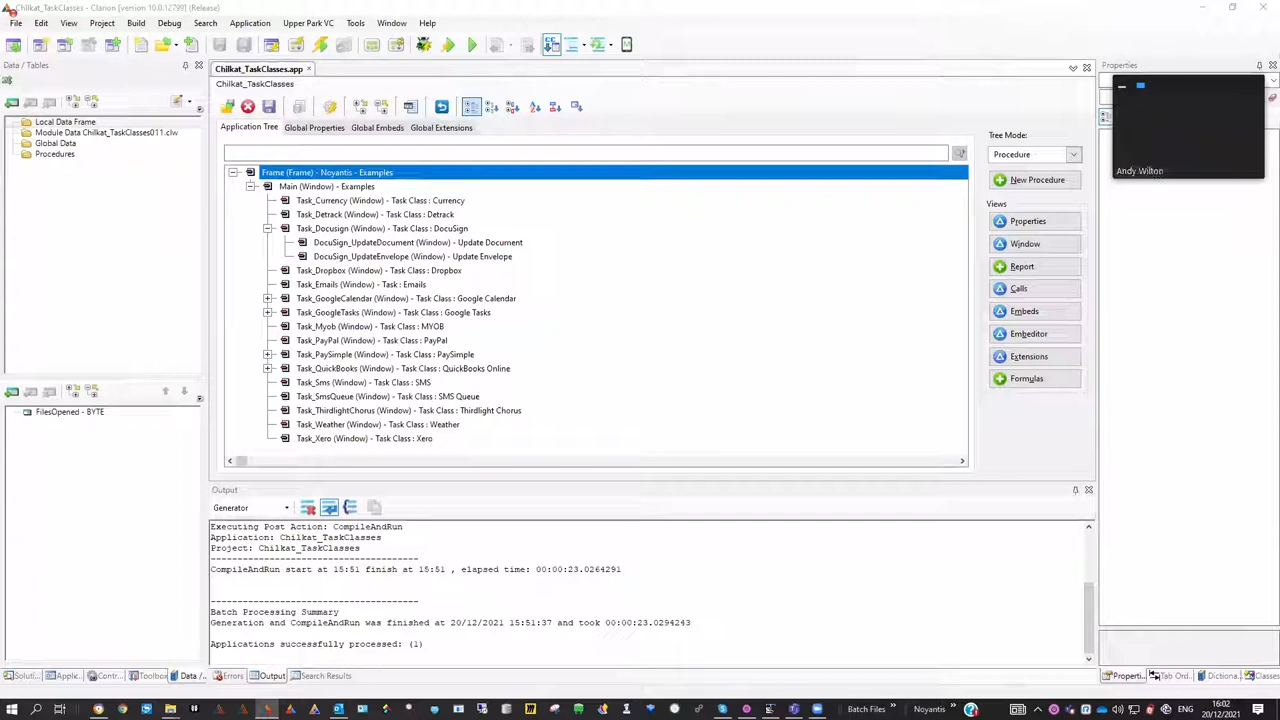 Chilkat_TaskClasses - Clarion (v10.0.12799) (Release)
File Edit View Project Build Debug Search Application Upper Park VC Tools Window Help
Data / Tables
Chilkat_TaskClasses.app
Properties
Chilkat_TaskClasses
Andy Wilton
Local Data Frame
Module Data Chilkat_TaskClasses011.clw
Global Data
Procedures
Application Tree Global Properties Global Embeds Global Extensions
Tree Mode:
Procedure
New Procedure
Views
Properties
Window
Report
Calls
Embeds
Embeditor
Extensions
Formulas
Frame (Frame) - Noyantis - Examples
Main (Window) - Examples
Task_Currency (Window) - Task Class : Currency
Task_Detrack (Window) - Task Class : Detrack
Task_Docusign (Window) - Task Class : DocuSign
DocuSign_UpdateDocument (Window) - Update Document
DocuSign_UpdateEnvelope (Window) - Update Envelope
Task_Dropbox (Window) - Task Class : Dropbox
Task_Emails (Window) - Task : Emails
Task_GoogleCalendar (Window) - Task Class : Google Calendar
Task_GoogleTasks (Window) - Task Class : Google Tasks
Task_Myob (Window) - Task Class : MYOB
Task_PayPal (Window) - Task Class : PayPal
Task_PaySimple (Window) - Task Class : PaySimple
Task_QuickBooks (Window) - Task Class : QuickBooks Online
Task_Sms (Window) - Task Class : SMS
Task_SmsQueue (Window) - Task Class : SMS Queue
Task_ThirdlightChorus (Window) - Task Class : Thirdlight Chorus
Task_Weather (Window) - Task Class : Weather
Task_Xero (Window) - Task Class : Xero
FilesOpened - BYTE
Output
Generator
Executing Post Action: CompileAndRun
Application: Chilkat_TaskClasses
Project: Chilkat_TaskClasses
---------------------------------------
CompileAndRun start at 15:51 finish at 15:51 , elapsed time: 00:00:23.0264291
---------------------------------------
Batch Processing Summary
Generation and CompileAndRun was finished at 20/12/2021 15:51:37 and took 00:00:23.0294243
Applications successfully processed: (1)
Soluti... Applic... Contr... Toolbox Data /... Errors Output Search Results Properti... Tab Ord... Dictiona... Classes
Batch Files Noyantis
16:02
20/12/2021